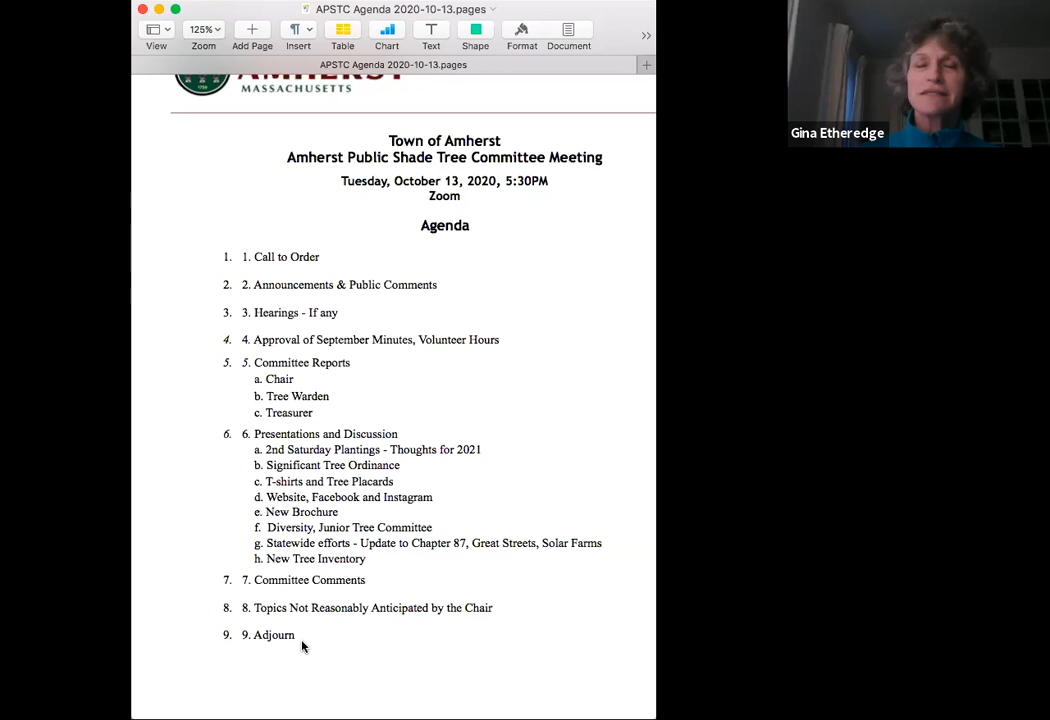 APSTC Agenda 2020-10-13.pages
125%
View Zoom Add Page Insert Table Chart Text Shape Format Document
APSTC Agenda 2020-10-13.pages
AMHERST
MASSACHUSETTS
Town of Amherst
Amherst Public Shade Tree Committee Meeting
Tuesday, October 13, 2020, 5:30PM
Zoom
Agenda
1. 1. Call to Order
2. 2. Announcements & Public Comments
3. 3. Hearings - If any
4. 4. Approval of September Minutes, Volunteer Hours
5. 5. Committee Reports
a. Chair
b. Tree Warden
c. Treasurer
6. 6. Presentations and Discussion
a. 2nd Saturday Plantings - Thoughts for 2021
b. Significant Tree Ordinance
c. T-shirts and Tree Placards
d. Website, Facebook and Instagram
e. New Brochure
f. Diversity, Junior Tree Committee
g. Statewide efforts - Update to Chapter 87, Great Streets, Solar Farms
h. New Tree Inventory
7. 7. Committee Comments
8. 8. Topics Not Reasonably Anticipated by the Chair
9. 9. Adjourn
Gina Etheredge